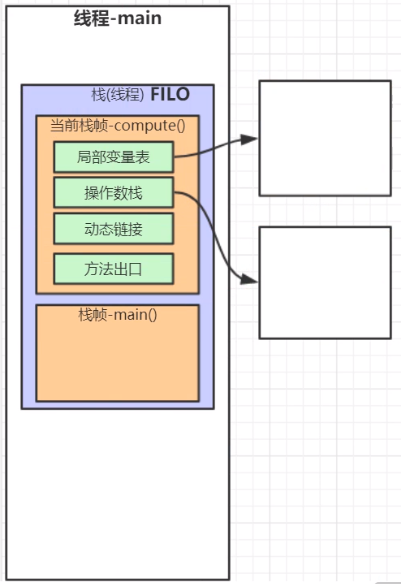 线程-main
栈(线程) FILO
当前栈帧-compute()
局部变量表
操作数栈
动态链接
方法出口
栈帧-main()